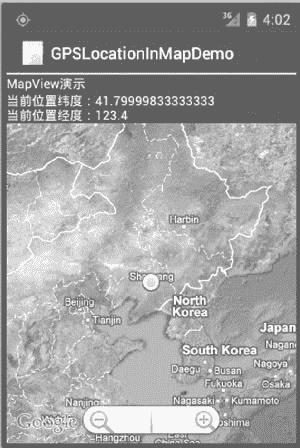 3G 4:02
GPSLocationInMapDemo
MapView演示
当前位置纬度：41.79999833333333
当前位置经度：123.4
Harbin
Beijing
Tianjin
North
Korea
South Korea
Japan
Nagoya
Daegu
Busan
Osaka
Fukuoka
Nagasaki
Kumamoto
Nanjing
Google
Hangzhou